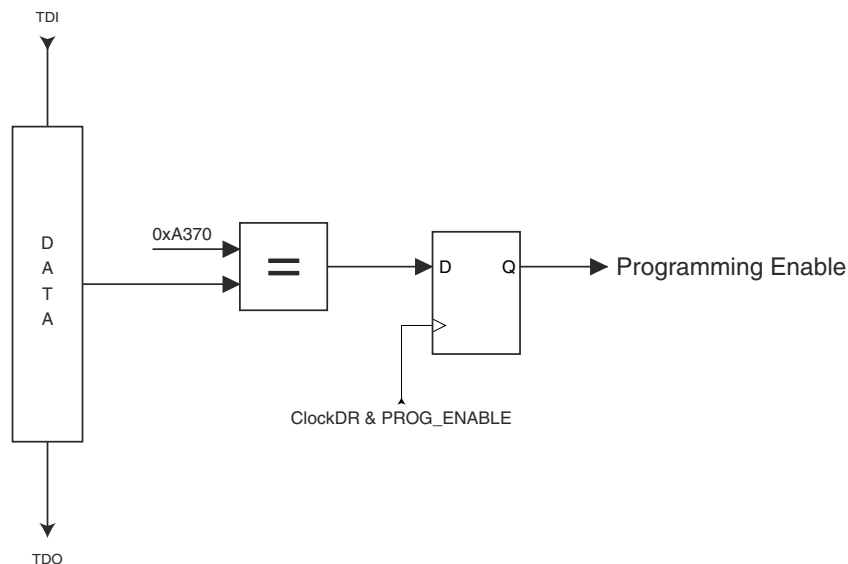 TDI
D
A
T
A
0xA370
=
D
Q
Programming Enable
ClockDR & PROG_ENABLE
TDO